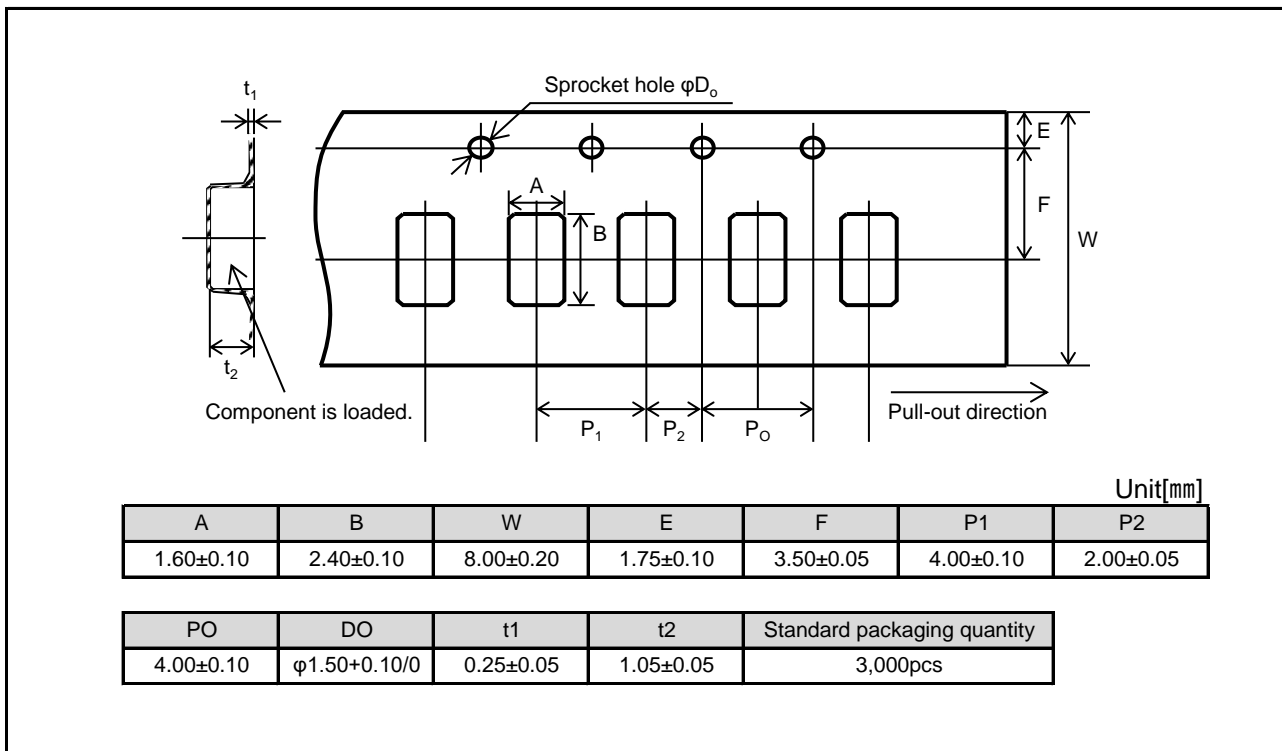 Sprocket hole φDo
t1
E
A
F
B
W
t2
Component is loaded.
P1
P2
PO
Pull-out direction
Unit[㎜]
A B W E F P1 P2
1.60±0.10 2.40±0.10 8.00±0.20 1.75±0.10 3.50±0.05 4.00±0.10 2.00±0.05
PO DO t1 t2 Standard packaging quantity
4.00±0.10 φ1.50+0.10/0 0.25±0.05 1.05±0.05 3,000pcs